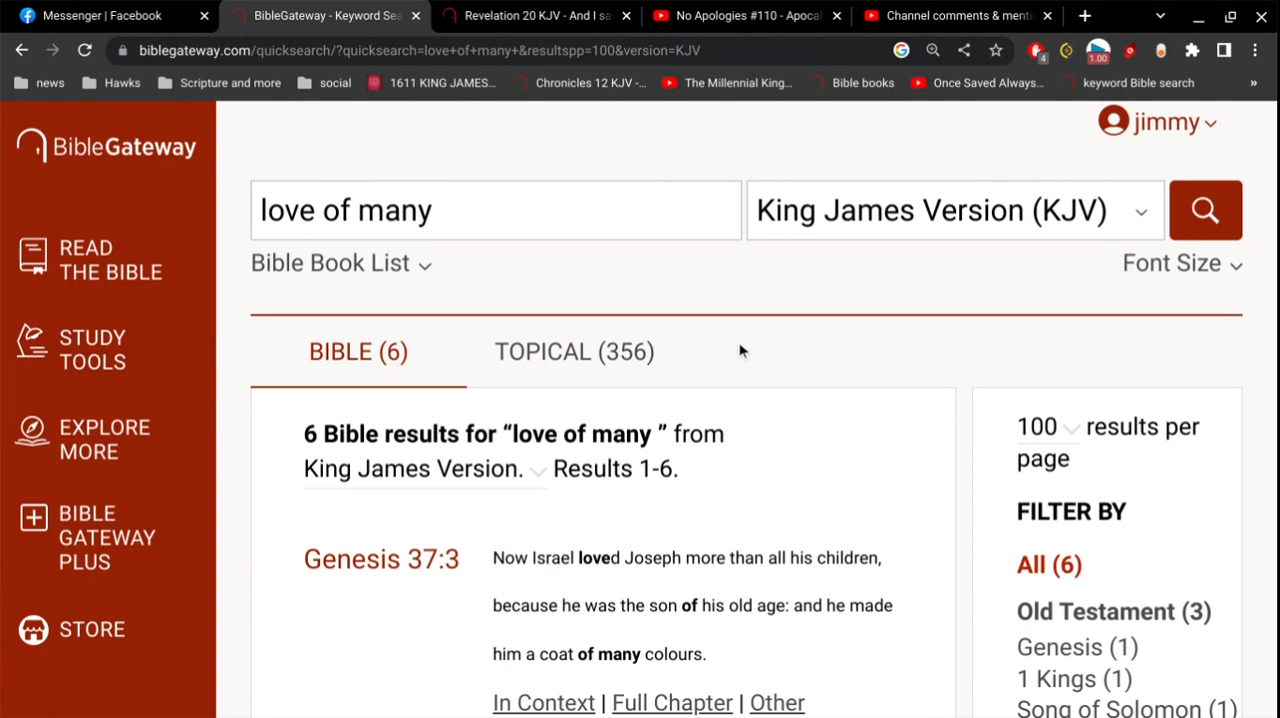 Messenger | Facebook
BibleGateway - Keyword Sea
Revelation 20 KJV - And I sa
No Apologies #110 - Apocal
Channel comments & menti
biblegateway.com/quicksearch/?quicksearch=love+of+many+&resultspp=100&version=KJV
4
1.00
news
Hawks
Scripture and more
social
1611 KING JAMES...
Chronicles 12 KJV -...
The Millennial King...
Bible books
Once Saved Always...
keyword Bible search
»
BibleGateway
jimmy
love of many
King James Version (KJV)
Bible Book List
Font Size
READ
THE BIBLE
STUDY
TOOLS
EXPLORE
MORE
BIBLE
GATEWAY
PLUS
STORE
BIBLE (6)
TOPICAL (356)
6 Bible results for “love of many ” from
King James Version. Results 1-6.
Genesis 37:3
Now Israel loved Joseph more than all his children,
because he was the son of his old age: and he made
him a coat of many colours.
In Context | Full Chapter | Other
100 results per
page
FILTER BY
All (6)
Old Testament (3)
Genesis (1)
1 Kings (1)
Song of Solomon (1)